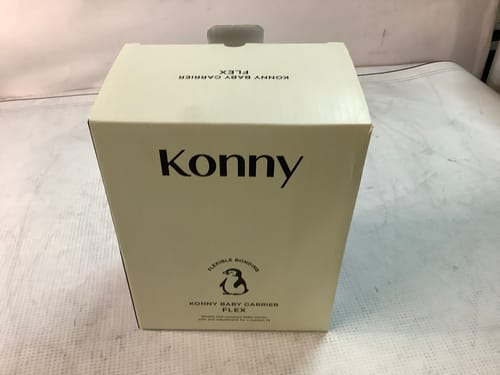 KONNY BABY CARRIER
FLEX
Konny
FLEXIBLE BONDING
KONNY BABY CARRIER
FLEX